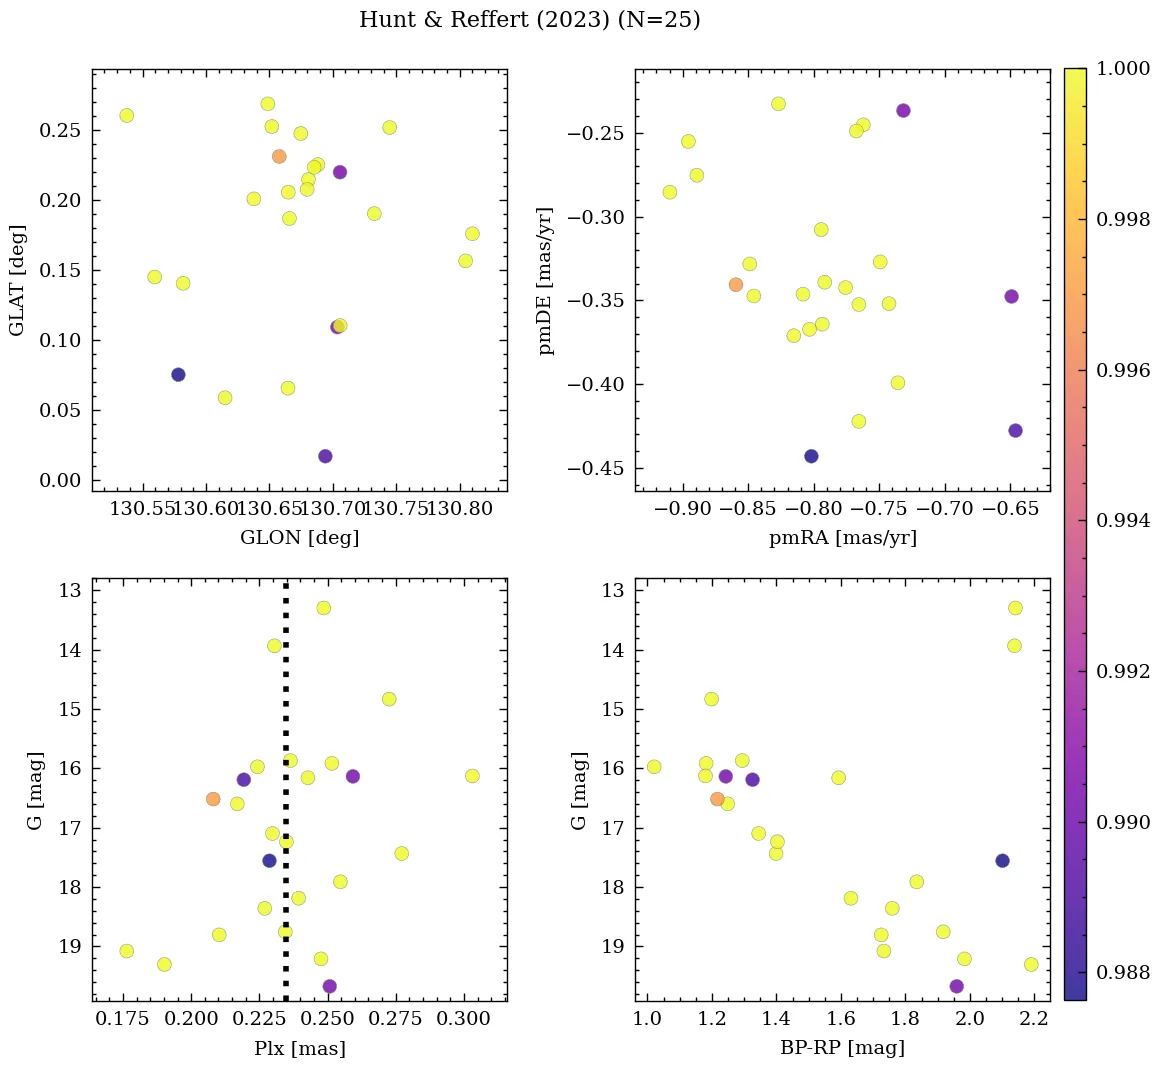 Hunt & Reffert (2023) (N=25)
0.25
0.20
0.15
0.10
0.05
0.00
GLAT [deg]
130.55 130.60 130.65 130.70 130.75 130.80
GLON [deg]
−0.25
−0.30
−0.35
−0.40
−0.45
pmDE [mas/yr]
−0.90 −0.85 −0.80 −0.75 −0.70 −0.65
pmRA [mas/yr]
1.000
0.998
0.996
0.994
0.992
0.990
0.988
13
14
15
16
17
18
19
G [mag]
0.175 0.200 0.225 0.250 0.275 0.300
Plx [mas]
13
14
15
16
17
18
19
G [mag]
1.0 1.2 1.4 1.6 1.8 2.0 2.2
BP-RP [mag]